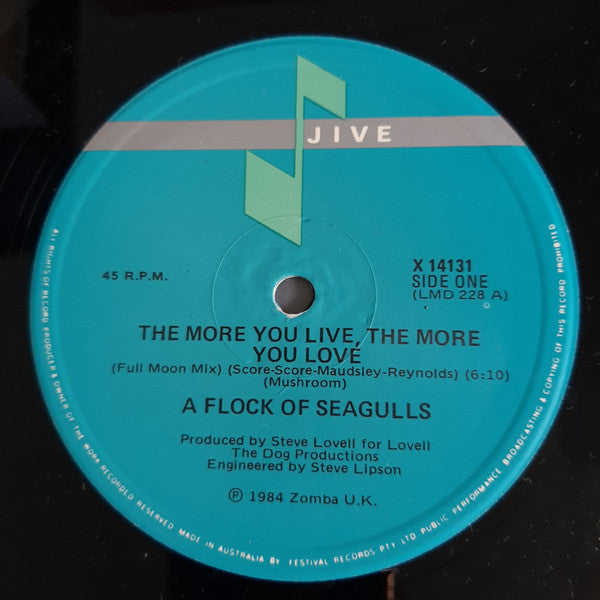 JIVE
45 R.P.M.
X 14131
SIDE ONE
(LMD 228 A)
THE MORE YOU LIVE, THE MORE
YOU LOVE
(Full Moon Mix) (Score-Score-Maudsley-Reynolds) (6:10)
(Mushroom)
A FLOCK OF SEAGULLS
Produced by Steve Lovell for Lovell
The Dog Productions
Engineered by Steve Lipson
℗ 1984 Zomba U.K.
ALL RIGHTS OF RECORD PRODUCER & OWNER OF THE WORK RECORDED RESERVED MADE IN AUSTRALIA BY FESTIVAL RECORDS PTY LTD PUBLIC PERFORMANCE BROADCASTING & COPYING OF THIS RECORD PROHIBITED